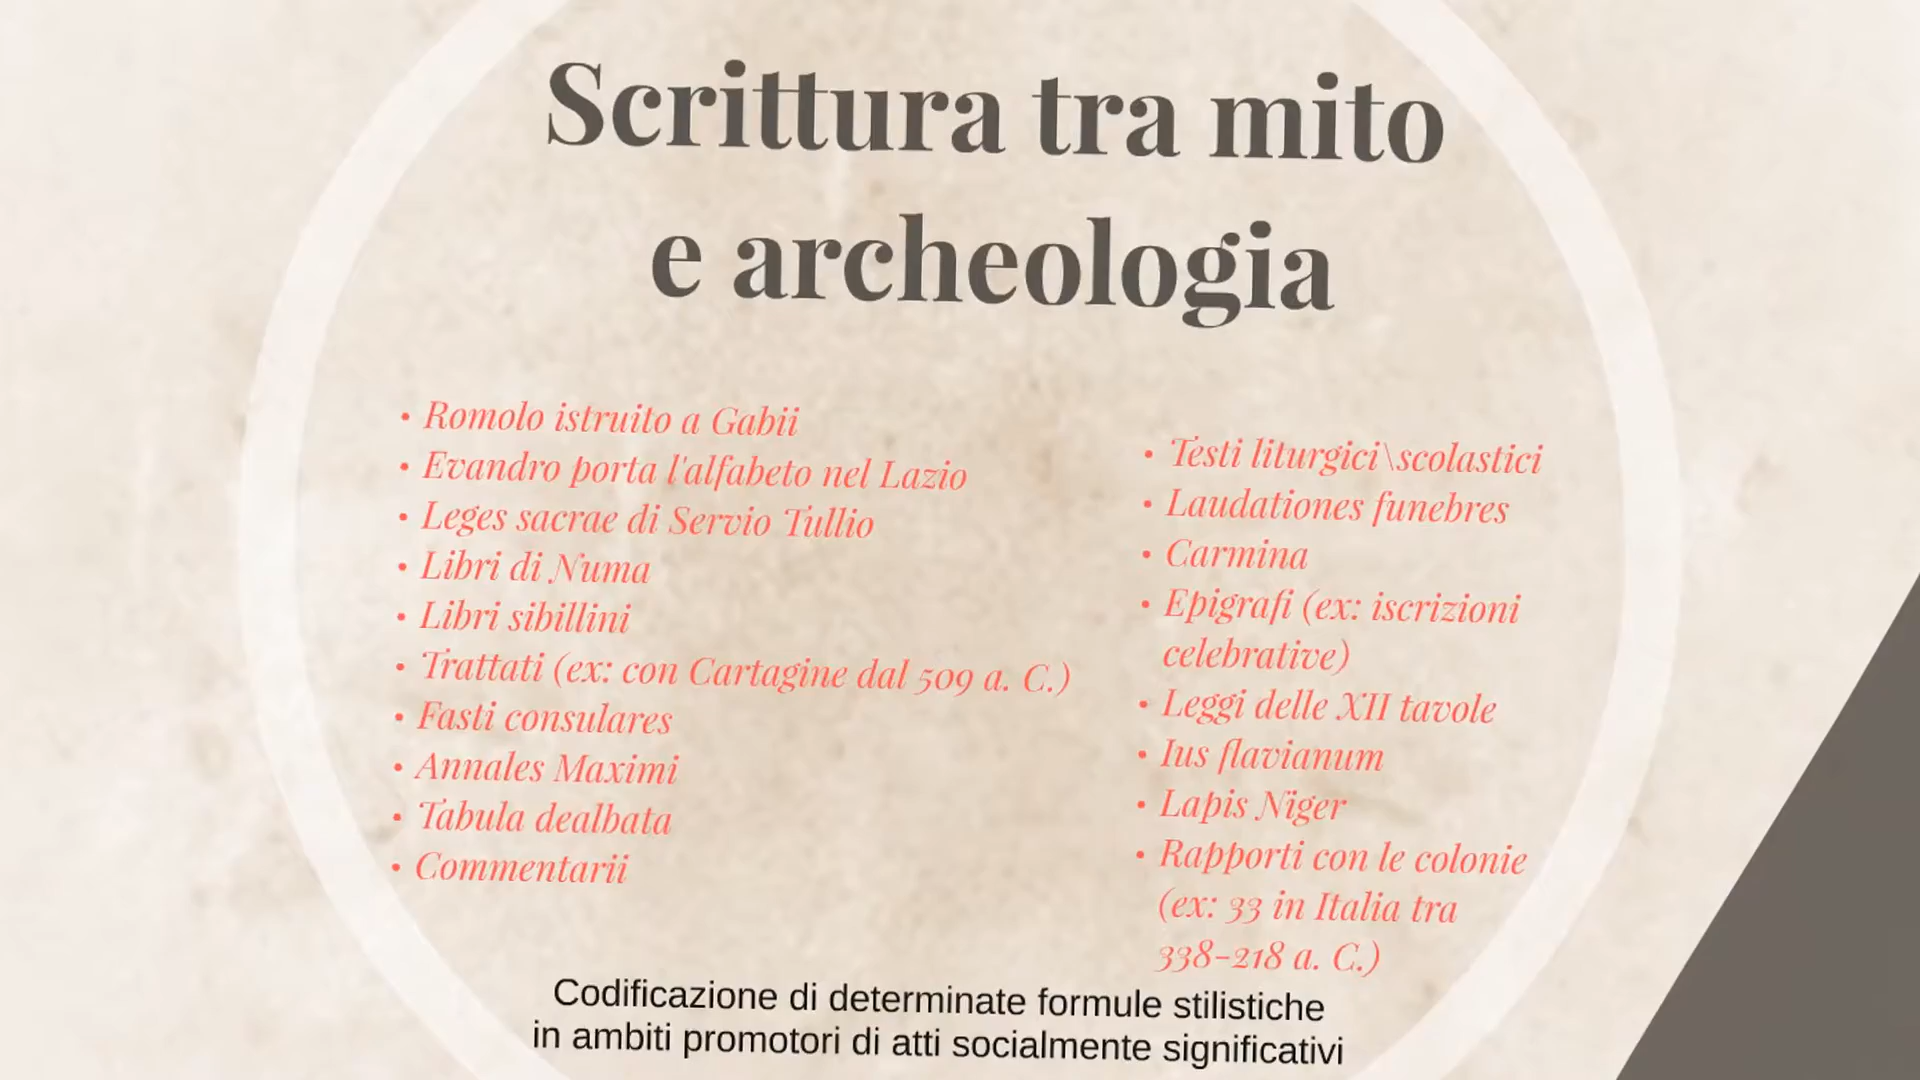 Scrittura tra mito
e archeologia
• Romolo istruito a Gabii
• Evandro porta l'alfabeto nel Lazio
• Leges sacrae di Servio Tullio
• Libri di Numa
• Libri sibillini
• Trattati (ex: con Cartagine dal 509 a. C.)
• Fasti consulares
• Annales Maximi
• Tabula dealbata
• Commentarii
• Testi liturgici\scolastici
• Laudationes funebres
• Carmina
• Epigrafi (ex: iscrizioni
celebrative)
• Leggi delle XII tavole
• Ius flavianum
• Lapis Niger
• Rapporti con le colonie
(ex: 33 in Italia tra
338-218 a. C.)
Codificazione di determinate formule stilistiche
in ambiti promotori di atti socialmente significativi